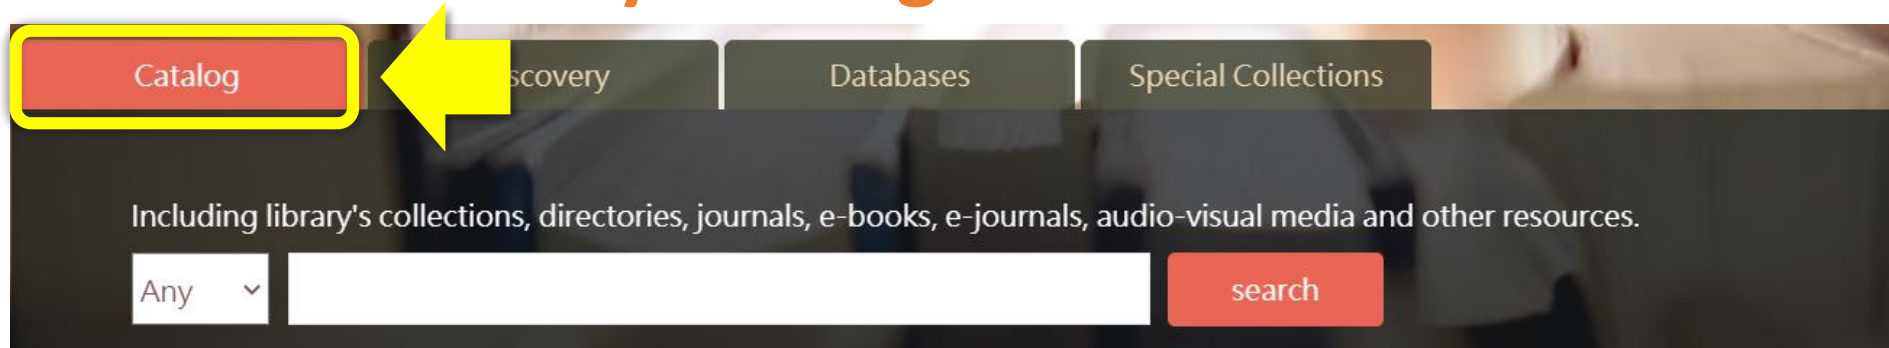 Catalog
scovery
Databases
Special Collections
Including library's collections, directories, journals, e-books, e-journals, audio-visual media and other resources.
Any
search